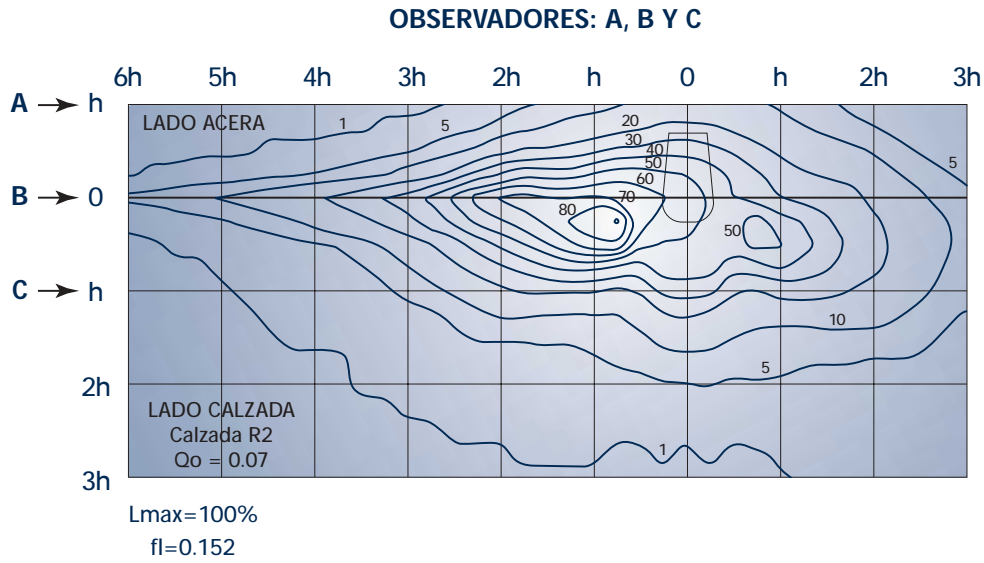 OBSERVADORES: A, B Y C
6h 5h 4h 3h 2h h 0 h 2h 3h
A → h
LADO ACERA
1
5
20
30
40
50
60
70
80
50
5
B → 0
C → h
10
5
2h
LADO CALZADA
Calzada R2
Qo = 0.07
1
3h
Lmax=100%
fl=0.152